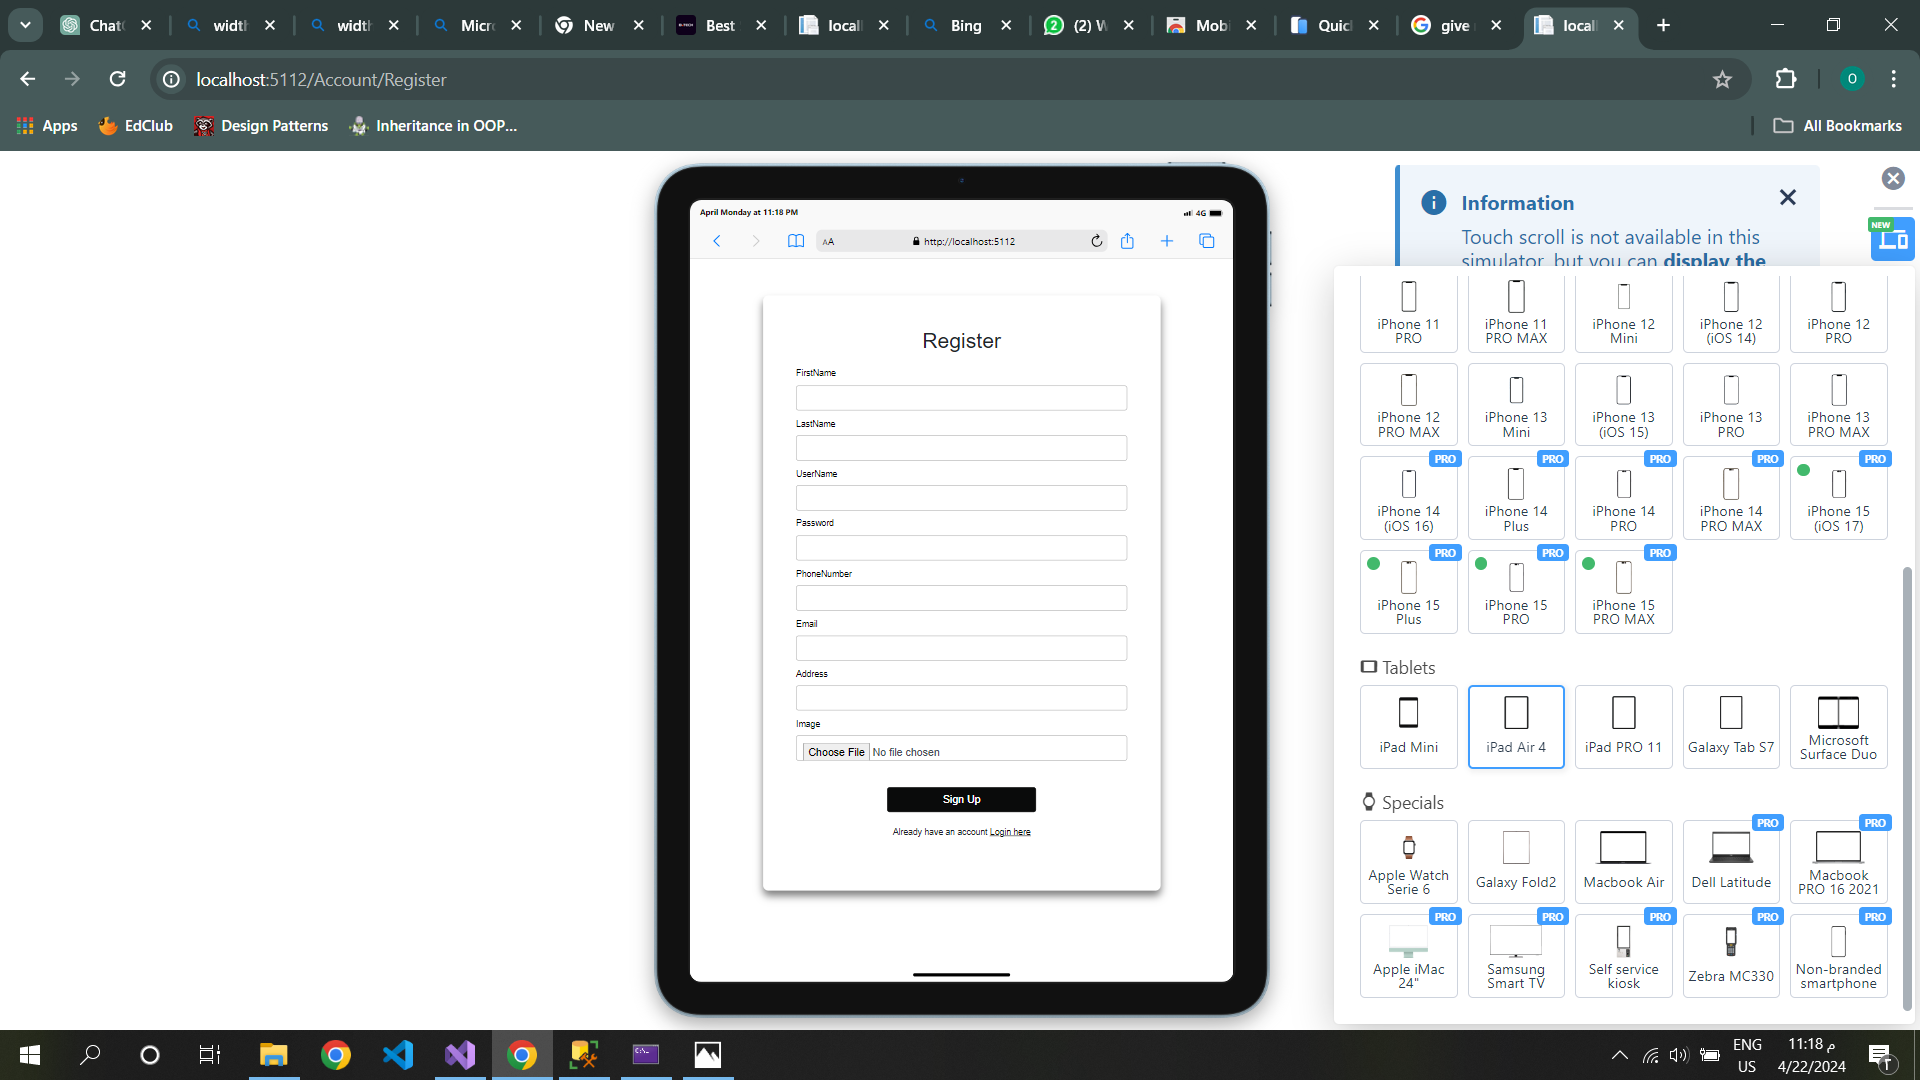 Chat
width
width
Micr
New
Best
local
Bing
(2) W
Mobi
Quic
give
local
localhost:5112/Account/Register
O
Apps
EdClub
Design Patterns
Inheritance in OOP...
All Bookmarks
April Monday at 11:18 PM
4G
AA
http://localhost:5112
Register
FirstName
LastName
UserName
Password
PhoneNumber
Email
Address
Image
Choose File No file chosen
Sign Up
Already have an account Login here
Information
Touch scroll is not available in this
simulator, but you can display the
NEW
iPhone 11
PRO
iPhone 11
PRO MAX
iPhone 12
Mini
iPhone 12
(iOS 14)
iPhone 12
PRO
iPhone 12
PRO MAX
iPhone 13
Mini
iPhone 13
(iOS 15)
iPhone 13
PRO
iPhone 13
PRO MAX
PRO
iPhone 14
(iOS 16)
PRO
iPhone 14
Plus
PRO
iPhone 14
PRO
PRO
iPhone 14
PRO MAX
PRO
iPhone 15
(iOS 17)
PRO
iPhone 15
Plus
PRO
iPhone 15
PRO
PRO
iPhone 15
PRO MAX
Tablets
iPad Mini
iPad Air 4
iPad PRO 11
Galaxy Tab S7
Microsoft
Surface Duo
Specials
Apple Watch
Serie 6
Galaxy Fold2
Macbook Air
PRO
Dell Latitude
PRO
Macbook
PRO 16 2021
PRO
Apple iMac
24"
PRO
Samsung
Smart TV
PRO
Self service
kiosk
PRO
Zebra MC330
PRO
Non-branded
smartphone
ENG
US
11:18 م
4/22/2024
٢